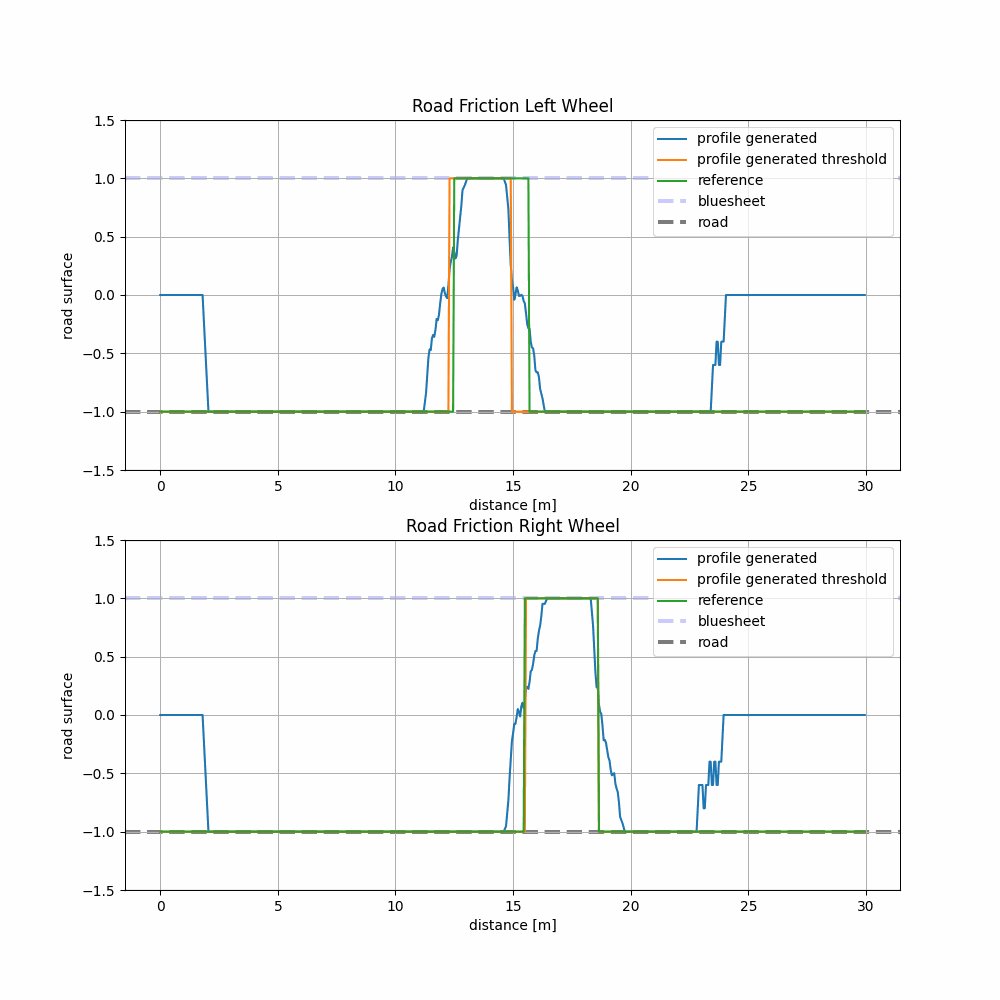 Road Friction Left Wheel
1.5
1.0
0.5
0.0
−0.5
−1.0
−1.5
road surface
profile generated
profile generated threshold
reference
bluesheet
road
0 5 10 15 20 25 30
distance [m]
Road Friction Right Wheel
1.5
1.0
0.5
0.0
−0.5
−1.0
−1.5
road surface
profile generated
profile generated threshold
reference
bluesheet
road
0 5 10 15 20 25 30
distance [m]